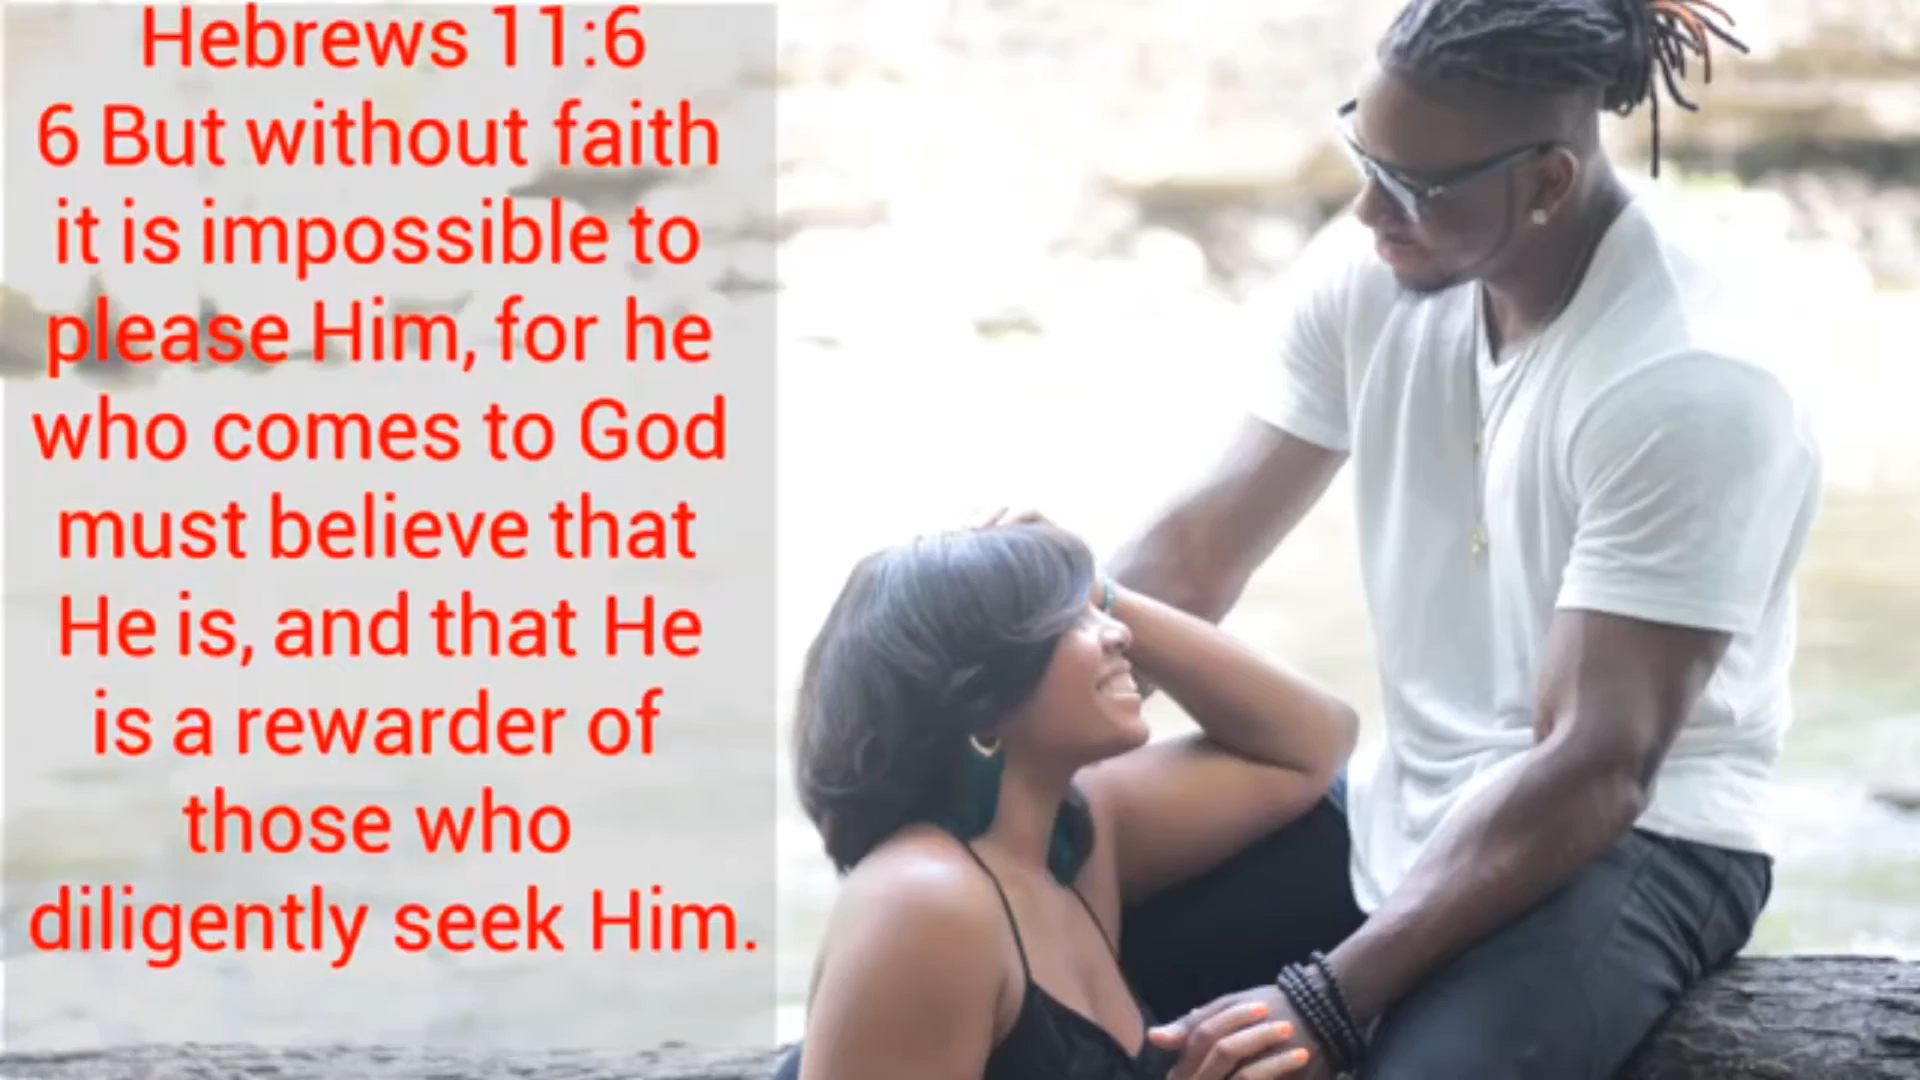 Hebrews 11:6
6 But without faith
it is impossible to
please Him, for he
who comes to God
must believe that
He is, and that He
is a rewarder of
those who
diligently seek Him.